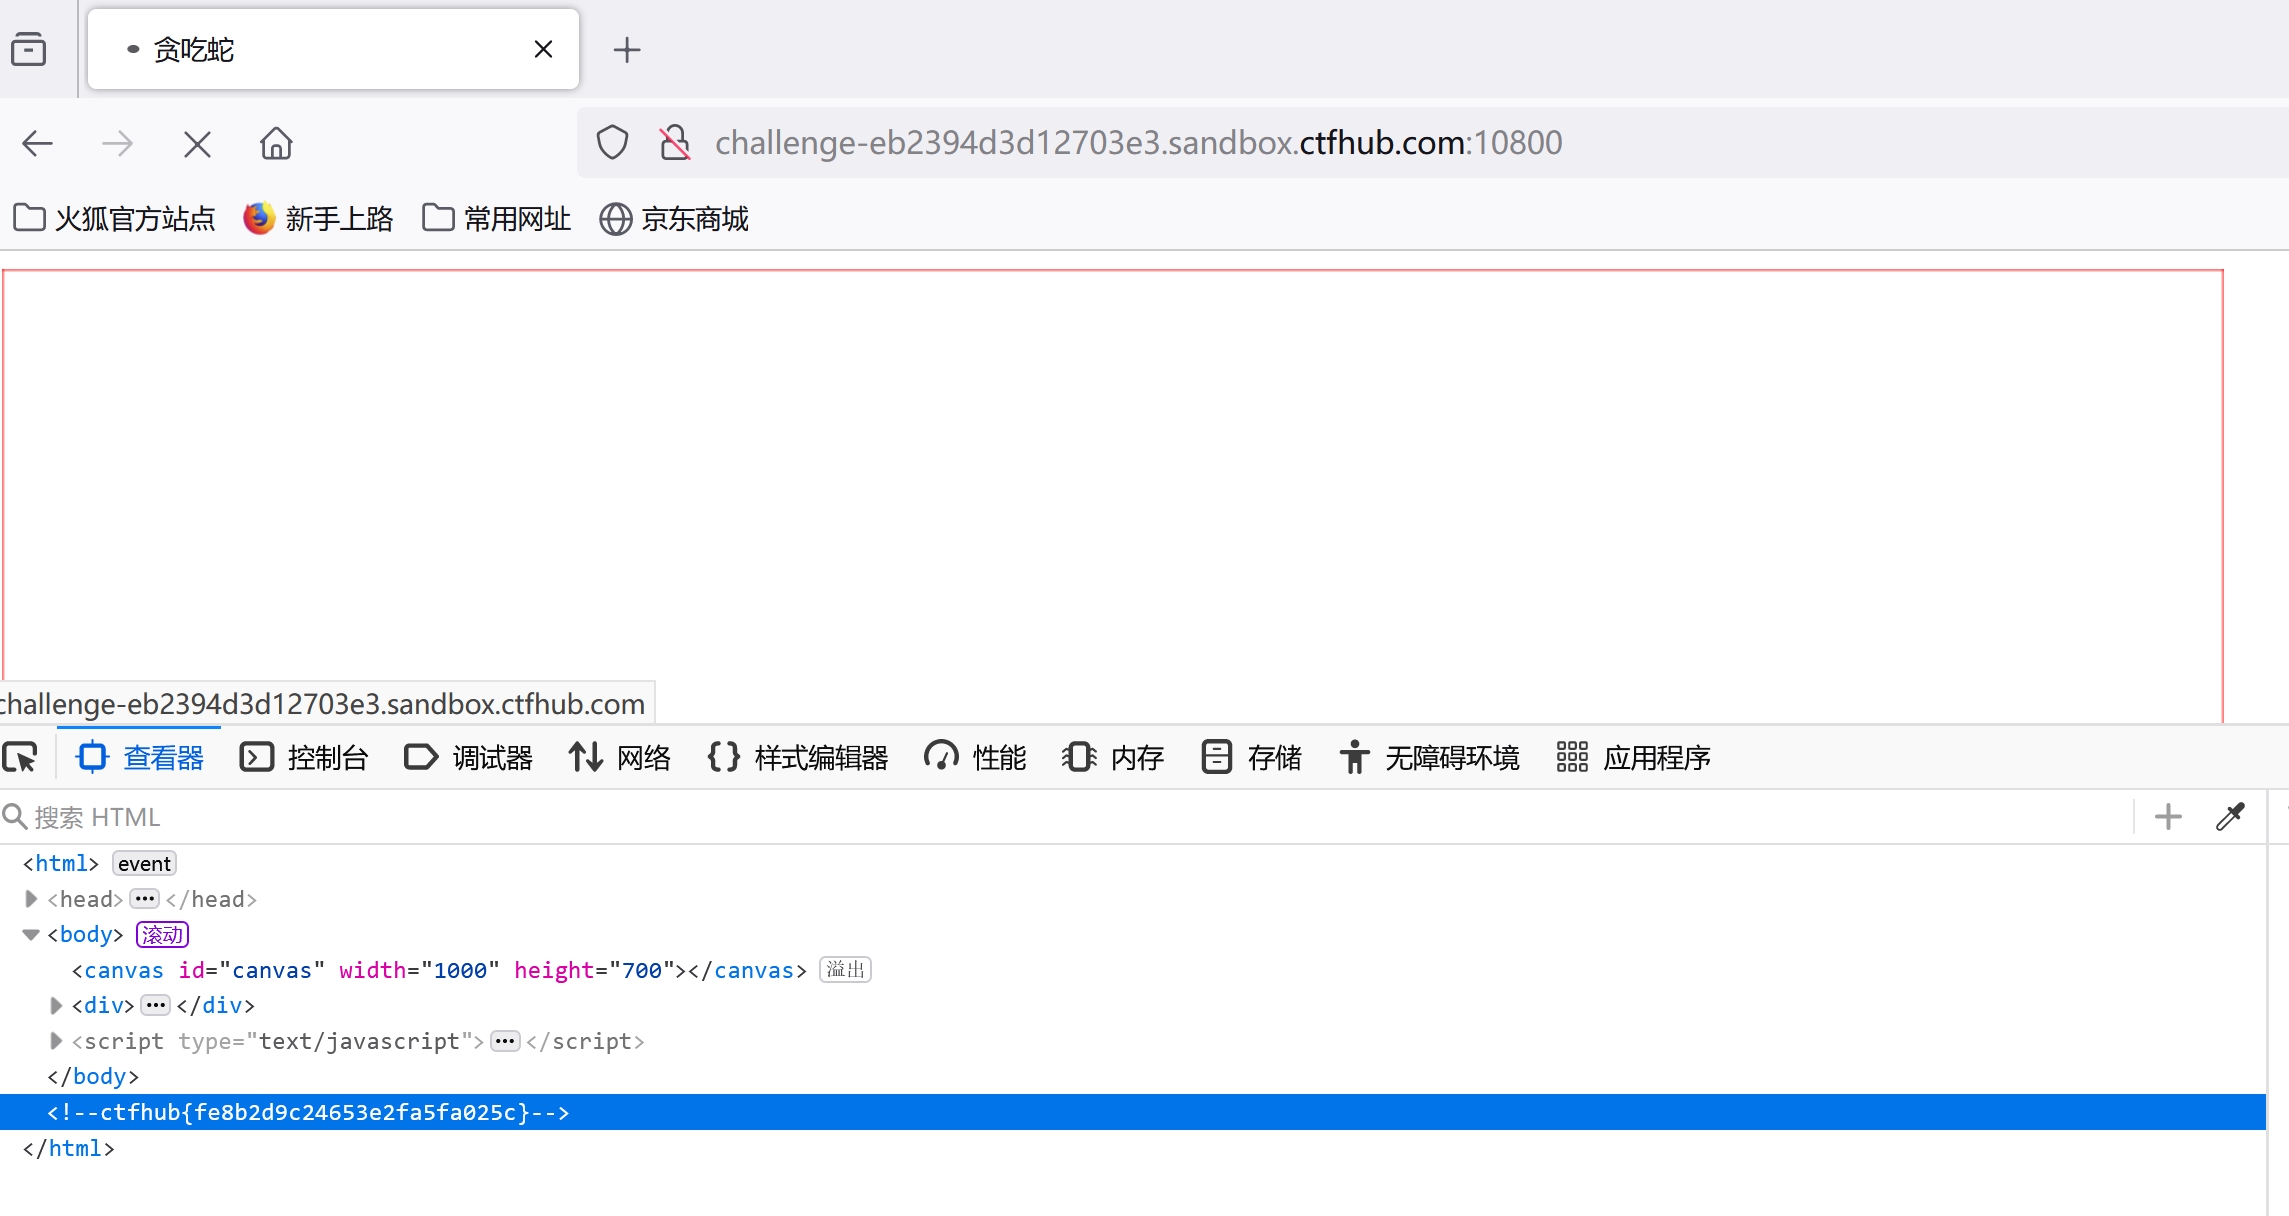 贪吃蛇
challenge-eb2394d3d12703e3.sandbox.ctfhub.com:10800
火狐官方站点 新手上路 常用网址 京东商城
challenge-eb2394d3d12703e3.sandbox.ctfhub.com
查看器 控制台 调试器 网络 样式编辑器 性能 内存 存储 无障碍环境 应用程序
搜索 HTML
<html> event
<head> ••• </head>
<body> 滚动
<canvas id="canvas" width="1000" height="700"></canvas> 溢出
<div> ••• </div>
<script type="text/javascript"> ••• </script>
</body>
<!--ctfhub{fe8b2d9c24653e2fa5fa025c}-->
</html>